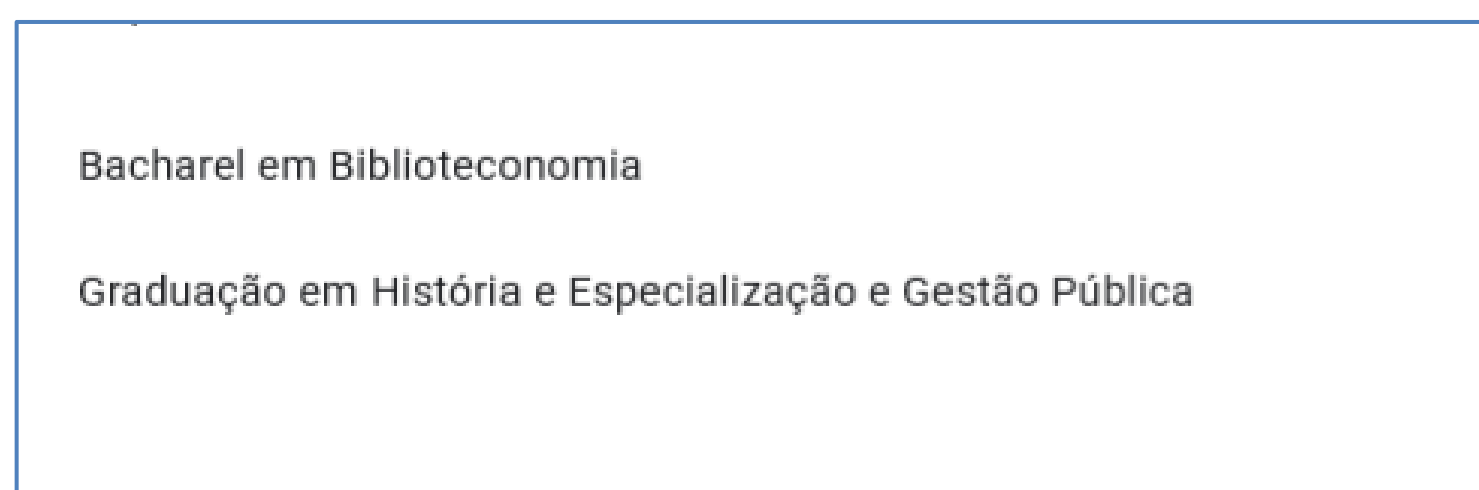 Bacharel em Biblioteconomia
Graduação em História e Especialização e Gestão Pública